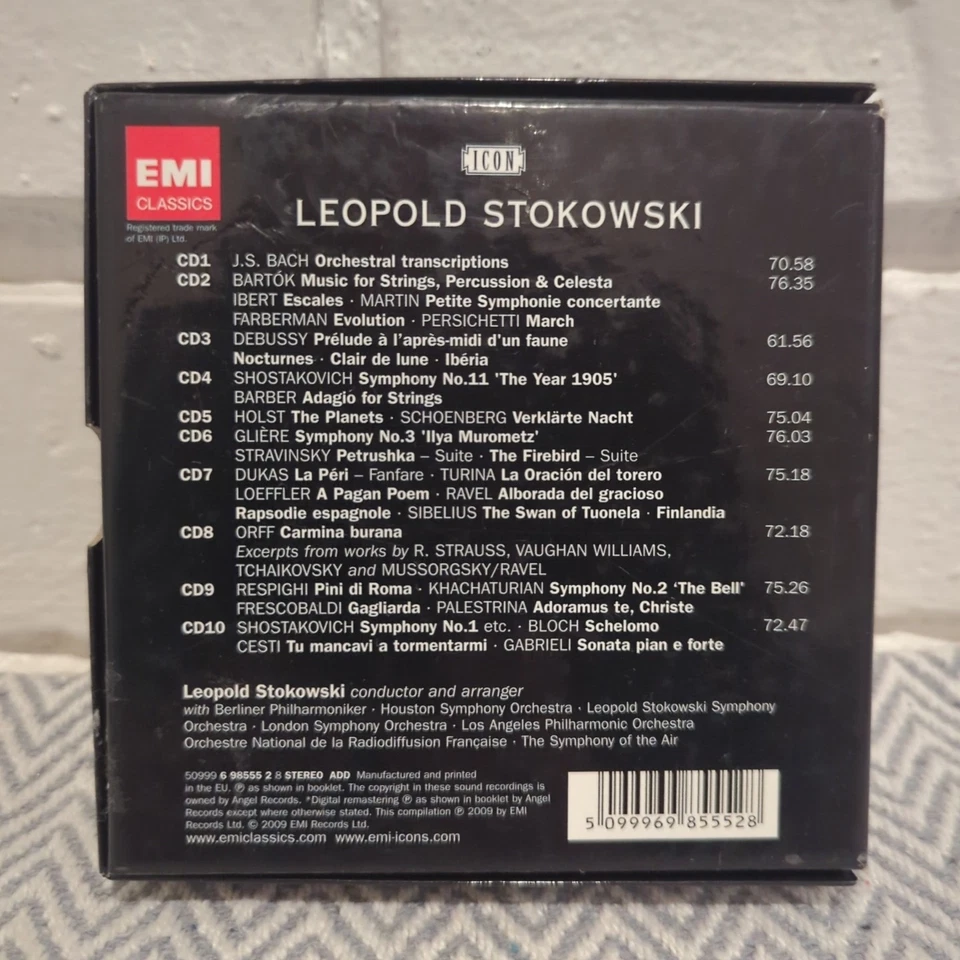 EMI
CLASSICS
Registered trade mark
of EMI (IP) Ltd.
ICON
LEOPOLD STOKOWSKI
CD1 J.S. BACH Orchestral transcriptions 70.58
CD2 BARTÓK Music for Strings, Percussion & Celesta 76.35
IBERT Escales · MARTIN Petite Symphonie concertante
FARBERMAN Evolution · PERSICHETTI March
CD3 DEBUSSY Prélude à l'après-midi d'un faune 61.56
Nocturnes · Clair de lune · Ibéria
CD4 SHOSTAKOVICH Symphony No.11 'The Year 1905' 69.10
BARBER Adagio for Strings
CD5 HOLST The Planets · SCHOENBERG Verklärte Nacht 75.04
CD6 GLIÈRE Symphony No.3 'Ilya Murometz' 76.03
STRAVINSKY Petrushka – Suite · The Firebird – Suite
CD7 DUKAS La Péri – Fanfare · TURINA La Oración del torero 75.18
LOEFFLER A Pagan Poem · RAVEL Alborada del gracioso
Rapsodie espagnole · SIBELIUS The Swan of Tuonela · Finlandia
CD8 ORFF Carmina burana 72.18
Excerpts from works by R. STRAUSS, VAUGHAN WILLIAMS,
TCHAIKOVSKY and MUSSORGSKY/RAVEL
CD9 RESPIGHI Pini di Roma · KHACHATURIAN Symphony No.2 'The Bell' 75.26
FRESCOBALDI Gagliarda · PALESTRINA Adoramus te, Christe
CD10 SHOSTAKOVICH Symphony No.1 etc. · BLOCH Schelomo 72.47
CESTI Tu mancavi a tormentarmi · GABRIELI Sonata pian e forte
Leopold Stokowski conductor and arranger
with Berliner Philharmoniker · Houston Symphony Orchestra · Leopold Stokowski Symphony
Orchestra · London Symphony Orchestra · Los Angeles Philharmonic Orchestra
Orchestre National de la Radiodiffusion Française · The Symphony of the Air
50999 6 98555 2 8 STEREO ADD Manufactured and printed
in the EU. ℗ as shown in booklet. The copyright in these sound recordings is
owned by Angel Records. *Digital remastering ℗ as shown in booklet by Angel
Records except where otherwise stated. This compilation ℗ 2009 by EMI
Records Ltd. © 2009 EMI Records Ltd.
www.emiclassics.com www.emi-icons.com
5 099969 855528